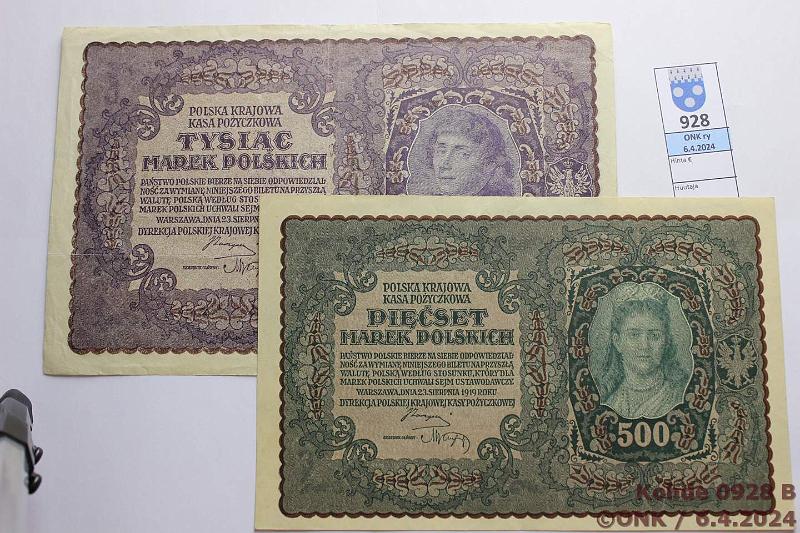 POLSKA KRAJOWA
KASA POŻYCZKOWA
TYSIĄC
MAREK POLSKICH
PAŃSTWO POLSKIE BIERZE NA SIEBIE ODPOWIEDZIAL
NOŚĆ ZA WYMIANĘ NINIEJSZEGO BILETU NA PRZYSZŁĄ
WALUTĘ POLSKĄ WEDŁUG STOS
MAREK POLSKICH UCHWALI SEJM
WARSZAWA, DNIA 23. SIERP
DYREKCJA POLSKIEJ KRAJOWEJ
928
ONK ry
6.4.2024
Hinta €
Huutaja
POLSKA KRAJOWA
KASA POŻYCZKOWA
PIĘĆSET
MAREK POLSKICH
PAŃSTWO POLSKIE BIERZE NA SIEBIE ODPOWIEDZIAL
NOŚĆ ZA WYMIANĘ NINIEJSZEGO BILETU NA PRZYSZŁĄ
WALUTĘ POLSKĄ WEDŁUG STOSUNKU, KTÓRY DLA
MAREK POLSKICH UCHWALI SEJM USTAWODAWCZY.
WARSZAWA, DNIA 23. SIERPNIA 1919 ROKU
DYREKCJA POLSKIEJ KRAJOWEJ KASY POŻYCZKOWEJ
500
Kohde 0928 B
©ONK / 6.4.2024